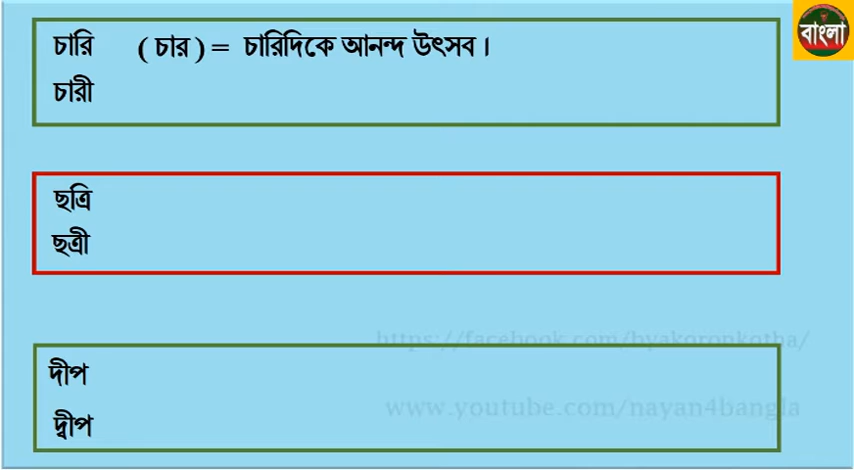 চারি ( চার ) = চারিদিকে আনন্দ উৎসব।
চারী
বাংলা
ছত্রি
ছত্রী
https://facebook.com/byakoronkotha/
দীপ
www.youtube.com/nayan4bangla
দ্বীপ